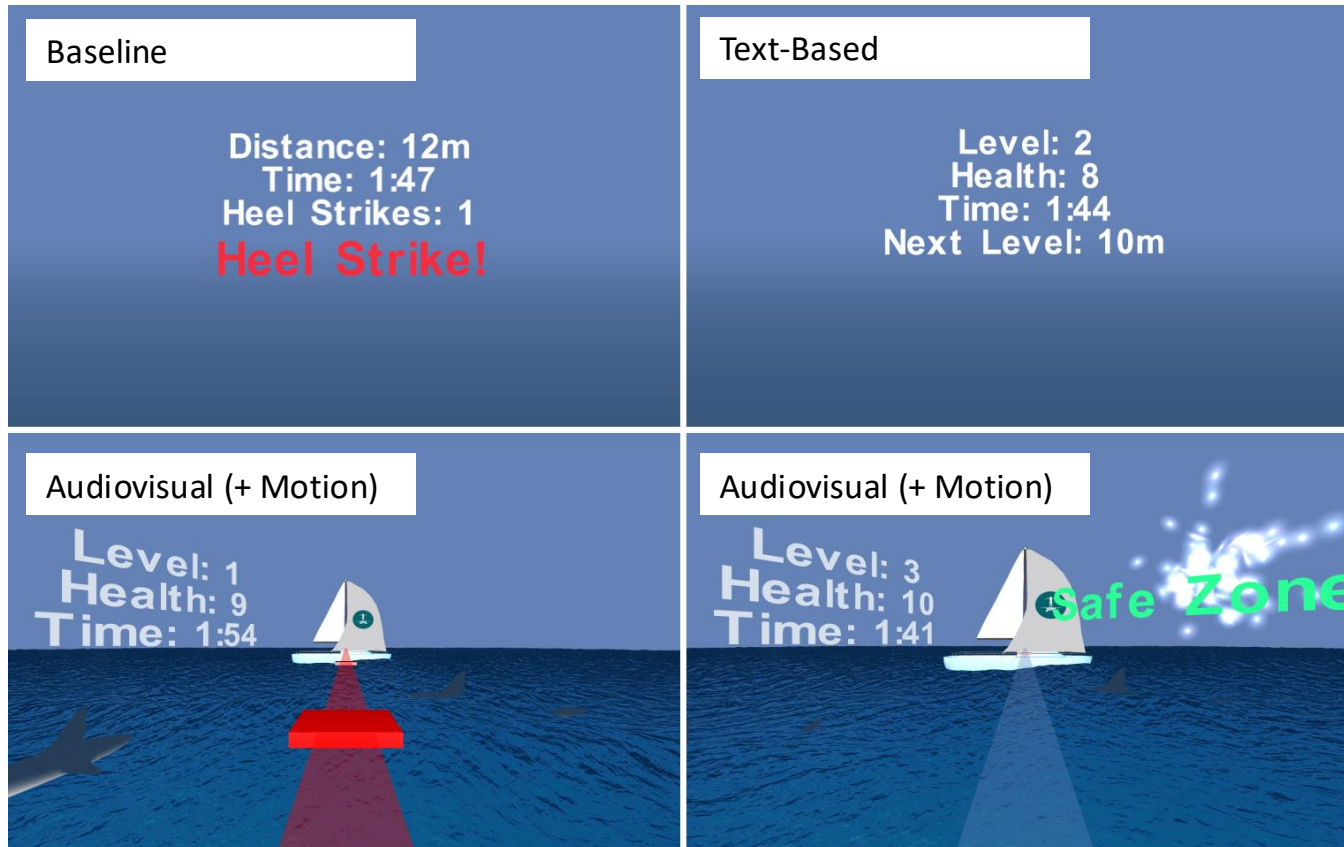 Baseline
Distance: 12m
Time: 1:47
Heel Strikes: 1
Heel Strike!
Text-Based
Level: 2
Health: 8
Time: 1:44
Next Level: 10m
Audiovisual (+ Motion)
Level: 1
Health: 9
Time: 1:54
Audiovisual (+ Motion)
Level: 3
Health: 10
Time: 1:41
Safe Zone